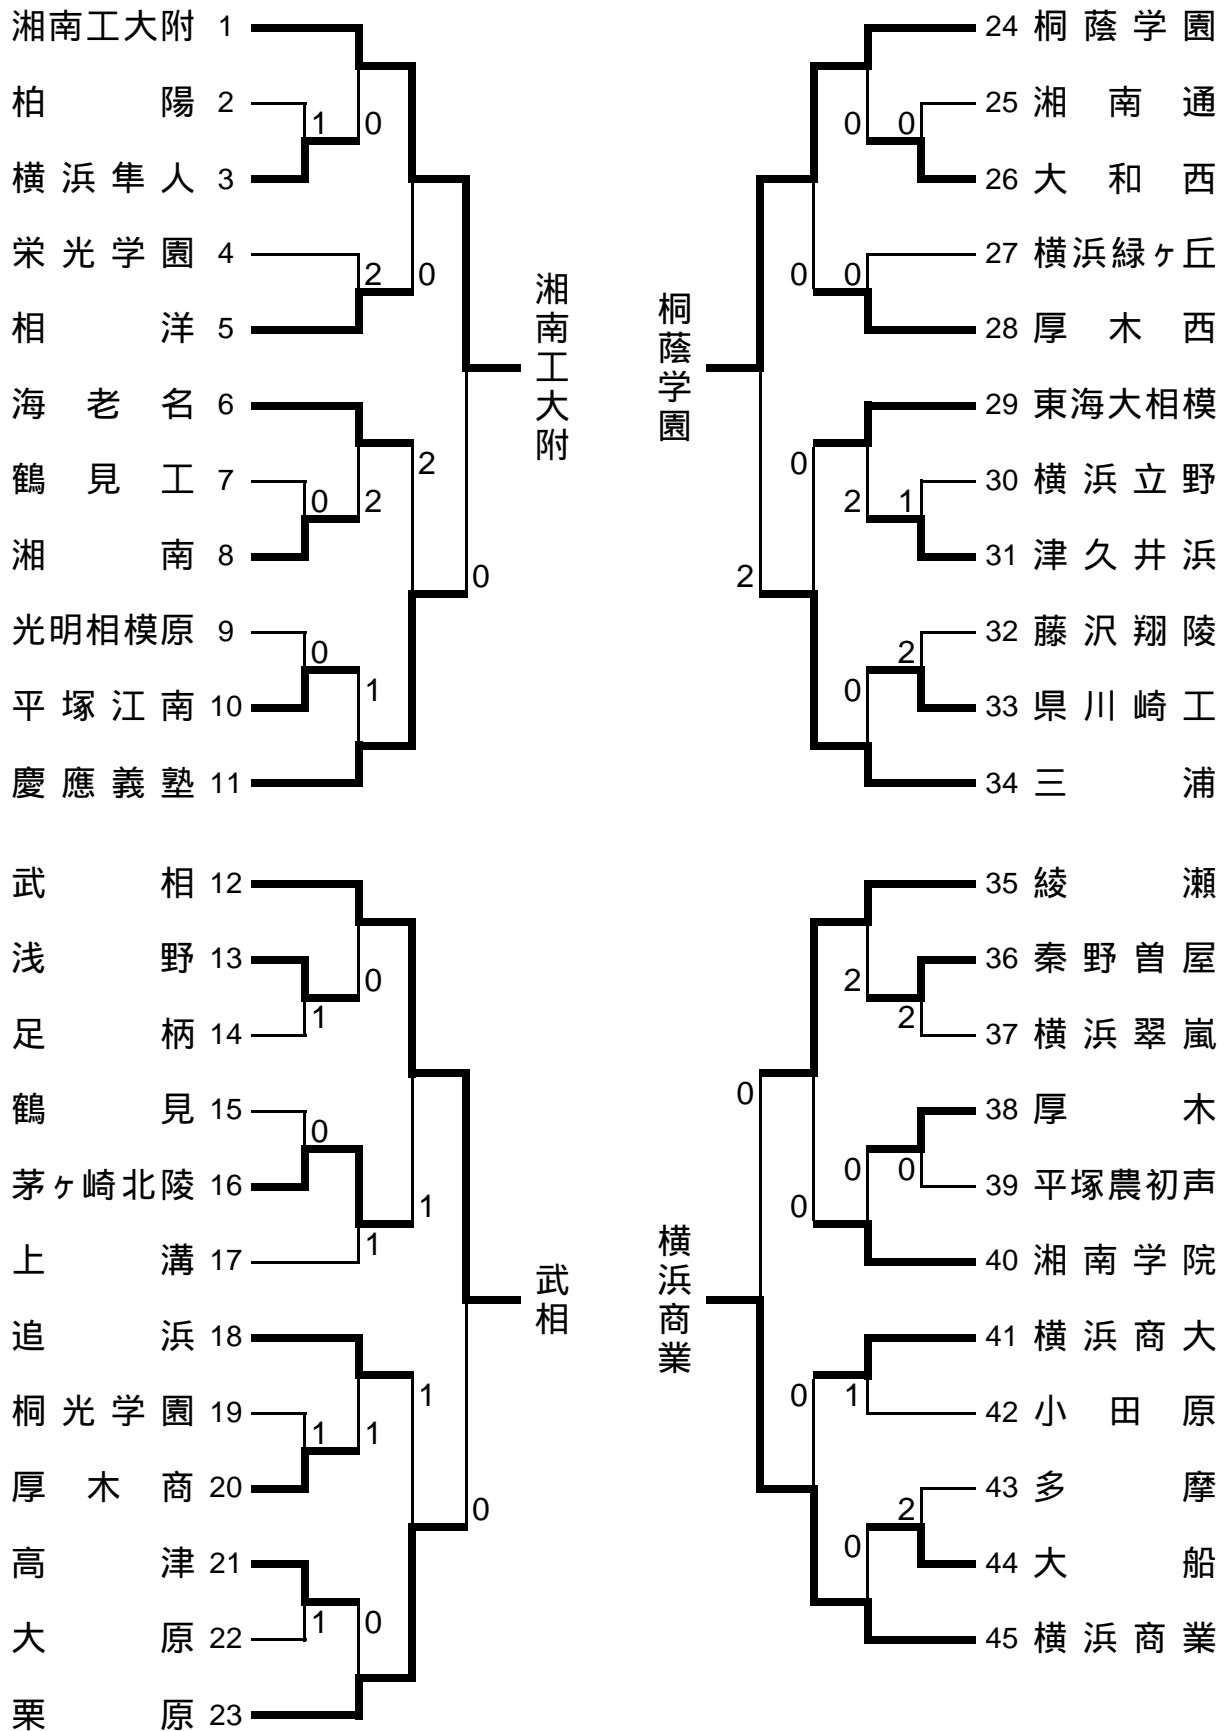 湘南工大附 1
柏陽 2
1 0
横浜隼人 3
栄光学園 4
2 0
相洋 5
海老名 6
2
鶴見工 7
0 2
湘南 8
0
光明相模原 9
0
平塚江南 10
1
慶應義塾 11
湘南工大附
武相 12
浅野 13
0
1
足柄 14
鶴見 15
0
茅ヶ崎北陵 16
1
1
上溝 17
追浜 18
1
桐光学園 19
1 1
厚木商 20
0
高津 21
1 0
大原 22
栗原 23
武相
24 桐蔭学園
25 湘南通
0 0
26 大和西
27 横浜緑ヶ丘
0 0
28 厚木西
29 東海大相模
0
30 横浜立野
2 1
31 津久井浜
2
32 藤沢翔陵
2
0
33 県川崎工
34 三浦
桐蔭学園
35 綾瀬
36 秦野曽屋
2
2
37 横浜翠嵐
0
38 厚木
0 0
39 平塚農初声
0
40 湘南学院
41 横浜商大
0 1
42 小田原
43 多摩
2
0
44 大船
45 横浜商業
横浜商業